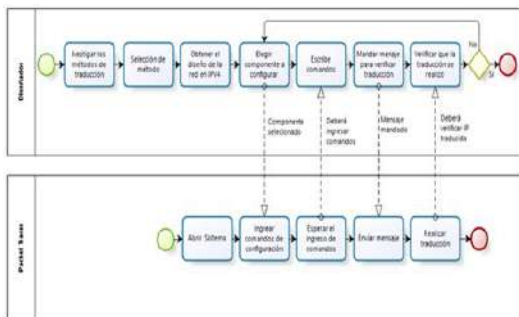 Diseñador
Investigar los
métodos de
traducción
Selección de
método
Obtener el
diseño de la
red en IPV4
Elegir
componente a
configurar
Escribe
comandos
Mandar mensaje
para verificar
traducción
Verificar que
la traducción se
realizó
No
Si
Componente
selecionado
Deberá
ingresar
comandos
Mensaje
mandado
Deberá
verificar IP
traducida
Packet Tracer
Abrir Sistema
Ingresar
comandos de
configuración
Esperar el
ingreso de
comandos
Enviar mensaje
Realizar
traducción